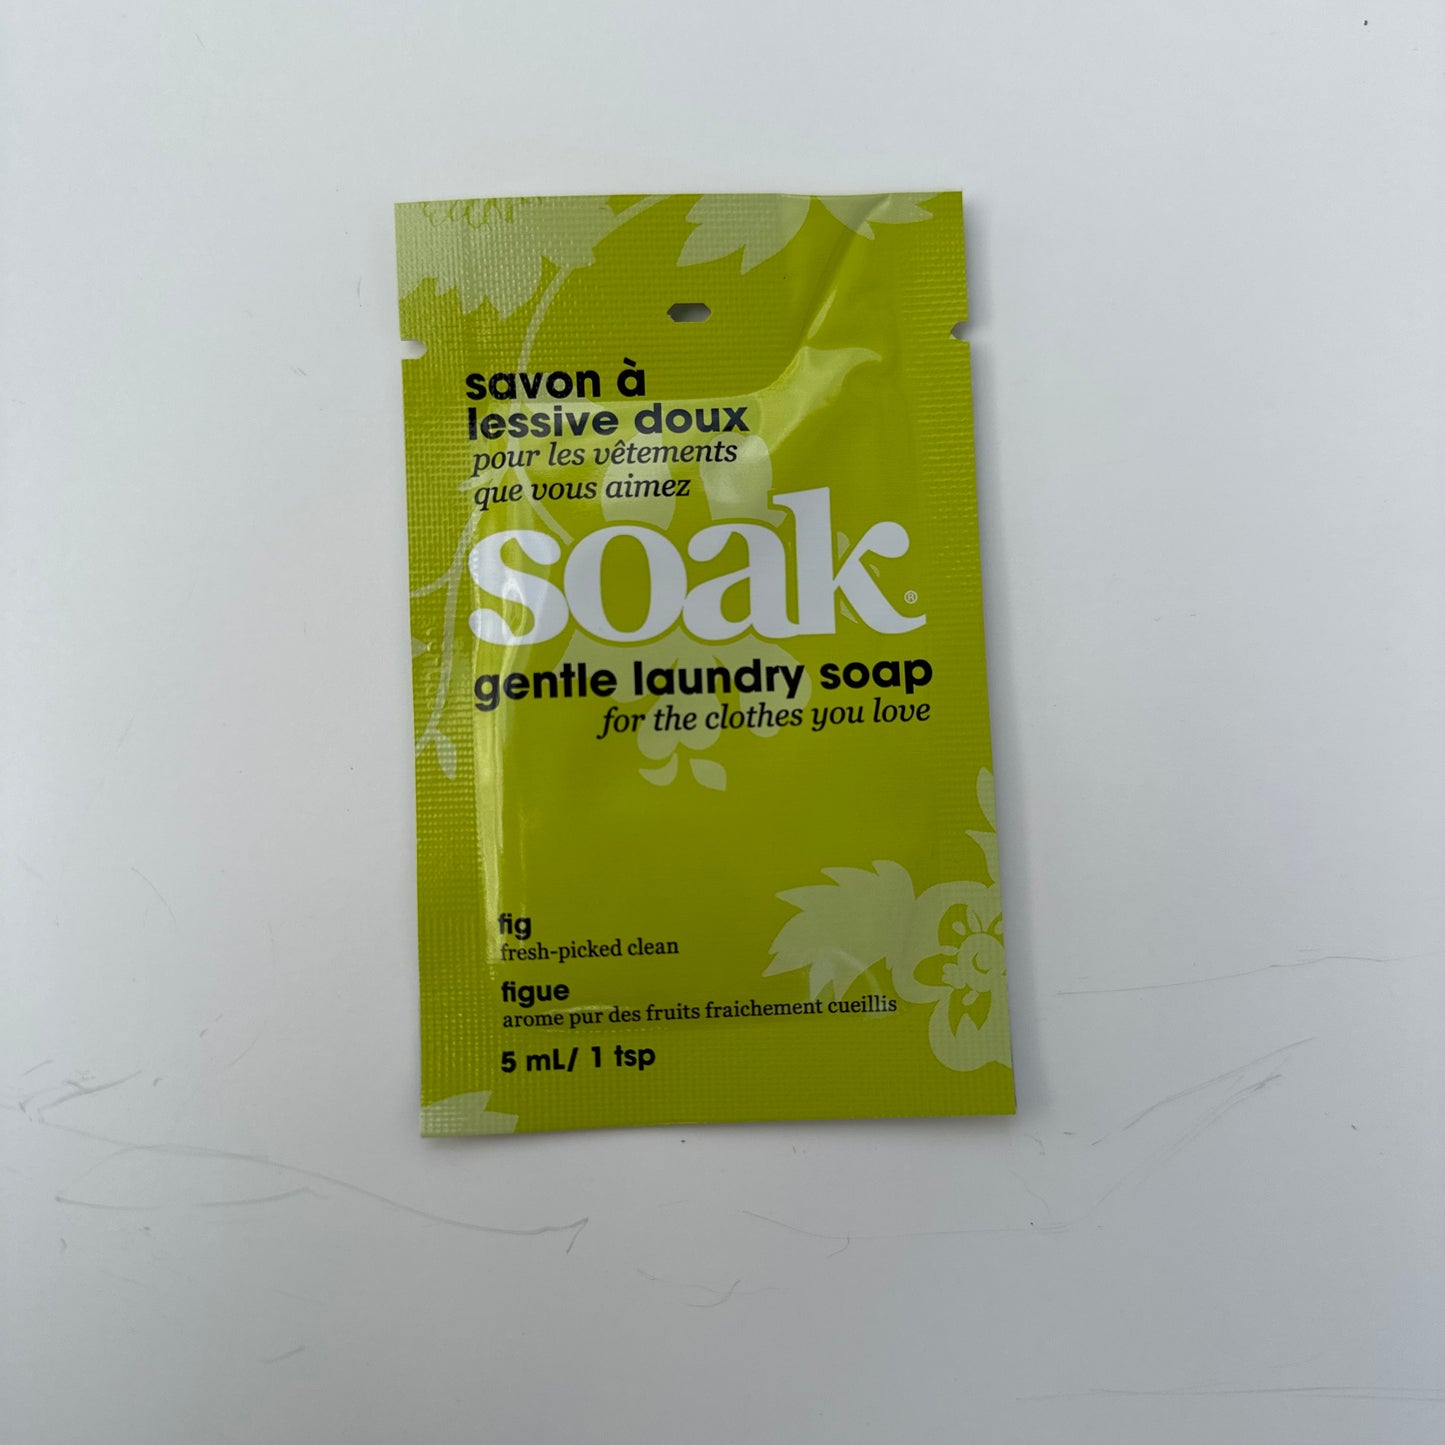 savon à
lessive doux
pour les vêtements
que vous aimez
soak®
gentle laundry soap
for the clothes you love
fig
fresh-picked clean
figue
arome pur des fruits fraichement cueillis
5 mL/ 1 tsp